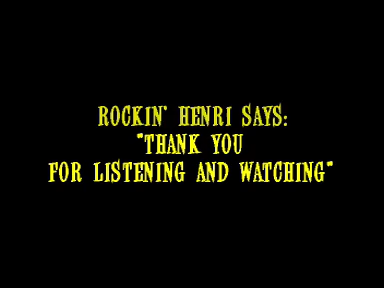 ROCKIN' HENRI SAYS:
"THANK YOU
FOR LISTENING AND WATCHING"